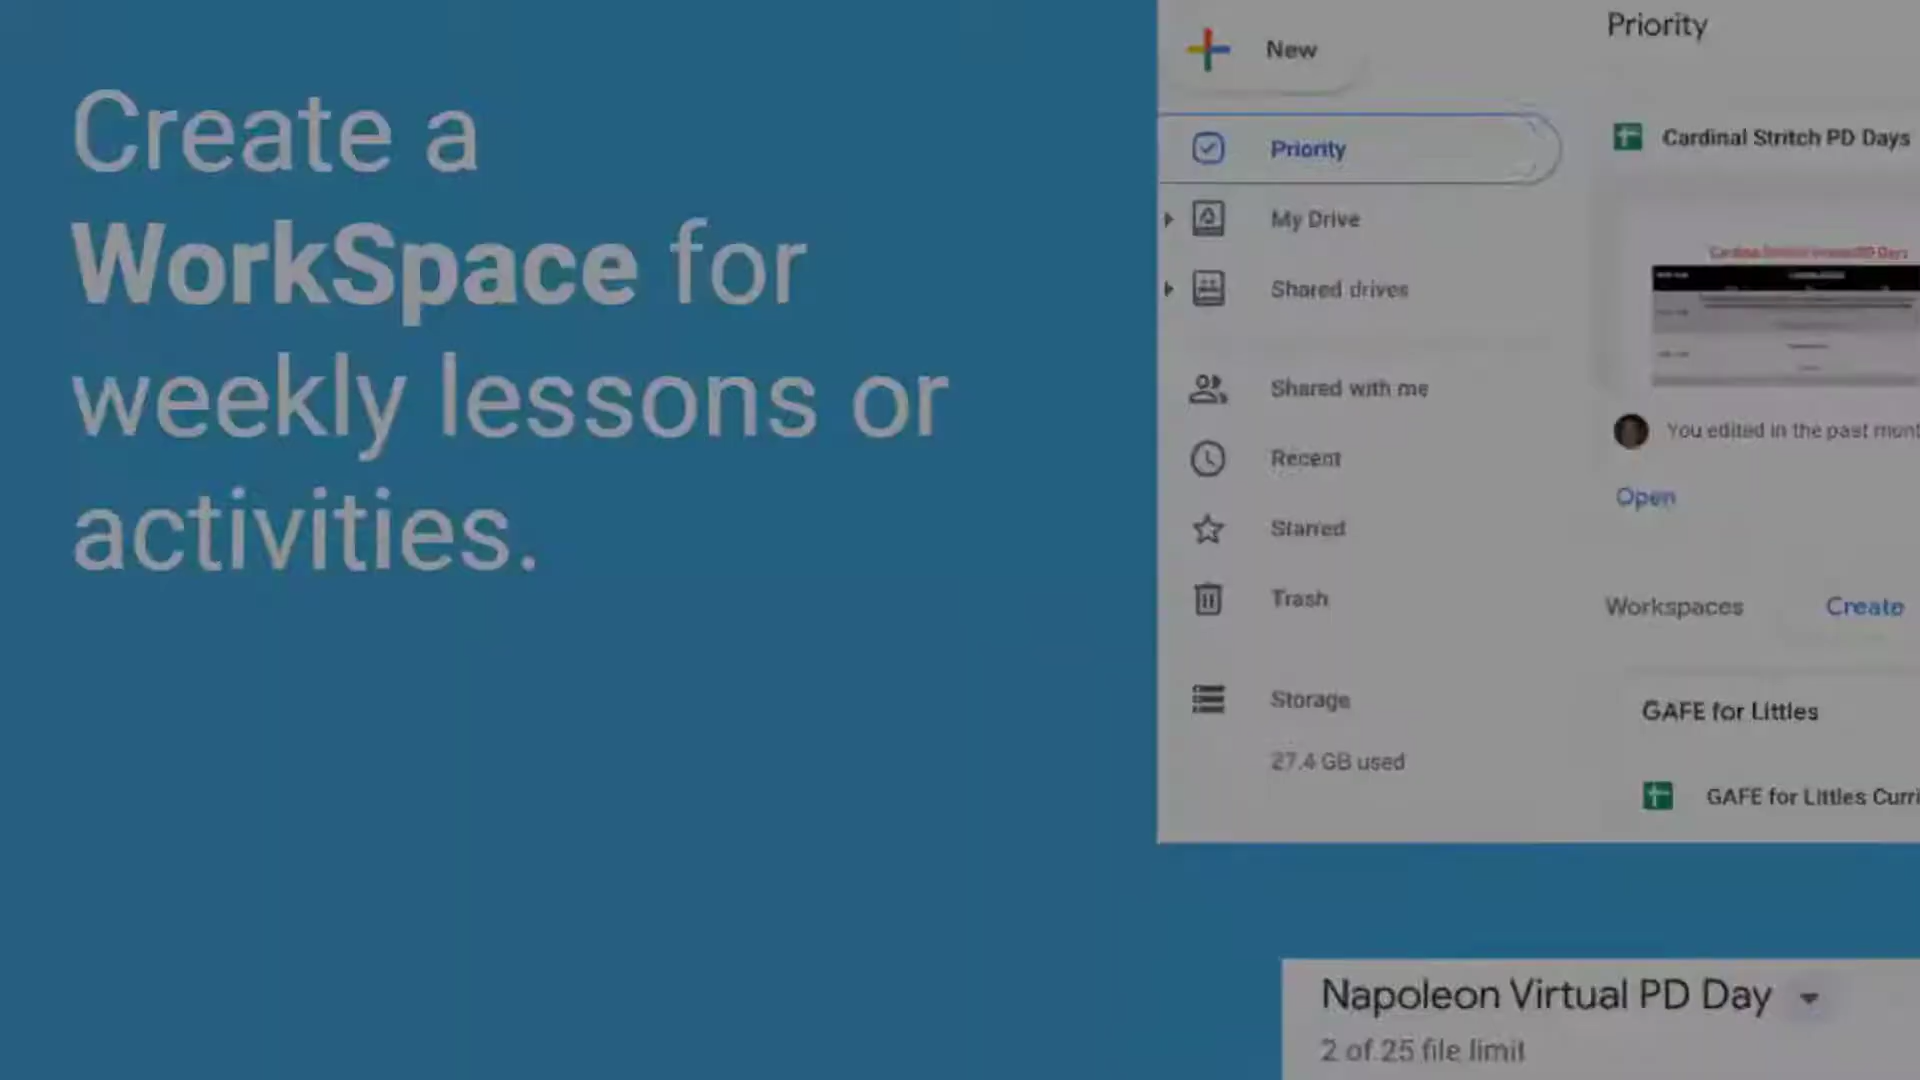 Create a
WorkSpace for
weekly lessons or
activities.
New
Priority
My Drive
Shared drives
Shared with me
Recent
Starred
Trash
Storage
27.4 GB used
Priority
Cardinal Stritch PD Days
You edited in the past
Open
Workspaces
Create
GAFE for Littles
GAFE for Littles
Napoleon Virtual PD Day
2 of 25 file limit